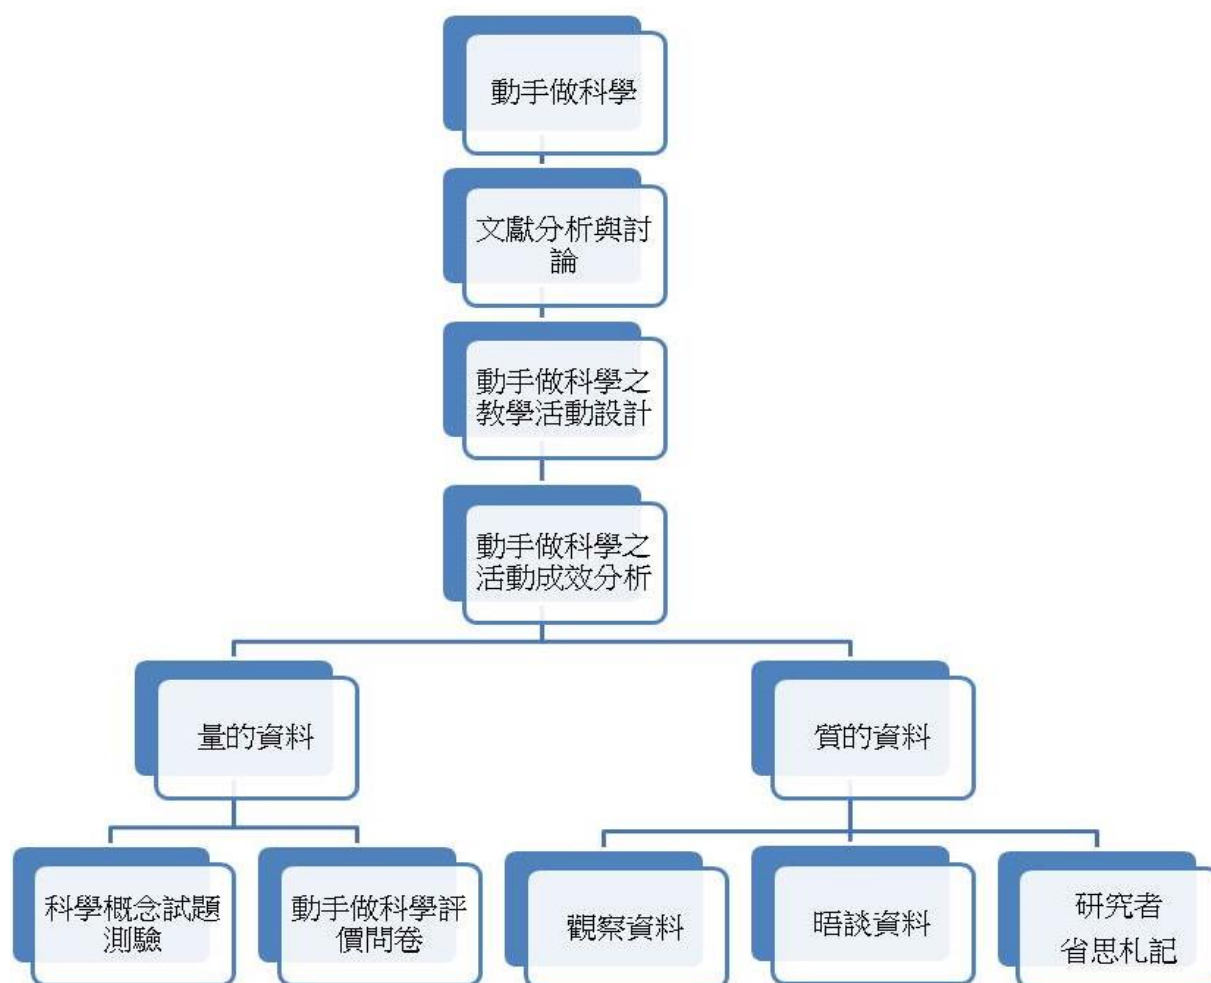 動手做科學
文獻分析與討
論
動手做科學之
教學活動設計
動手做科學之
活動成效分析
量的資料
質的資料
科學概念試題
測驗
動手做科學評
價問卷
觀察資料
晤談資料
研究者
省思札記